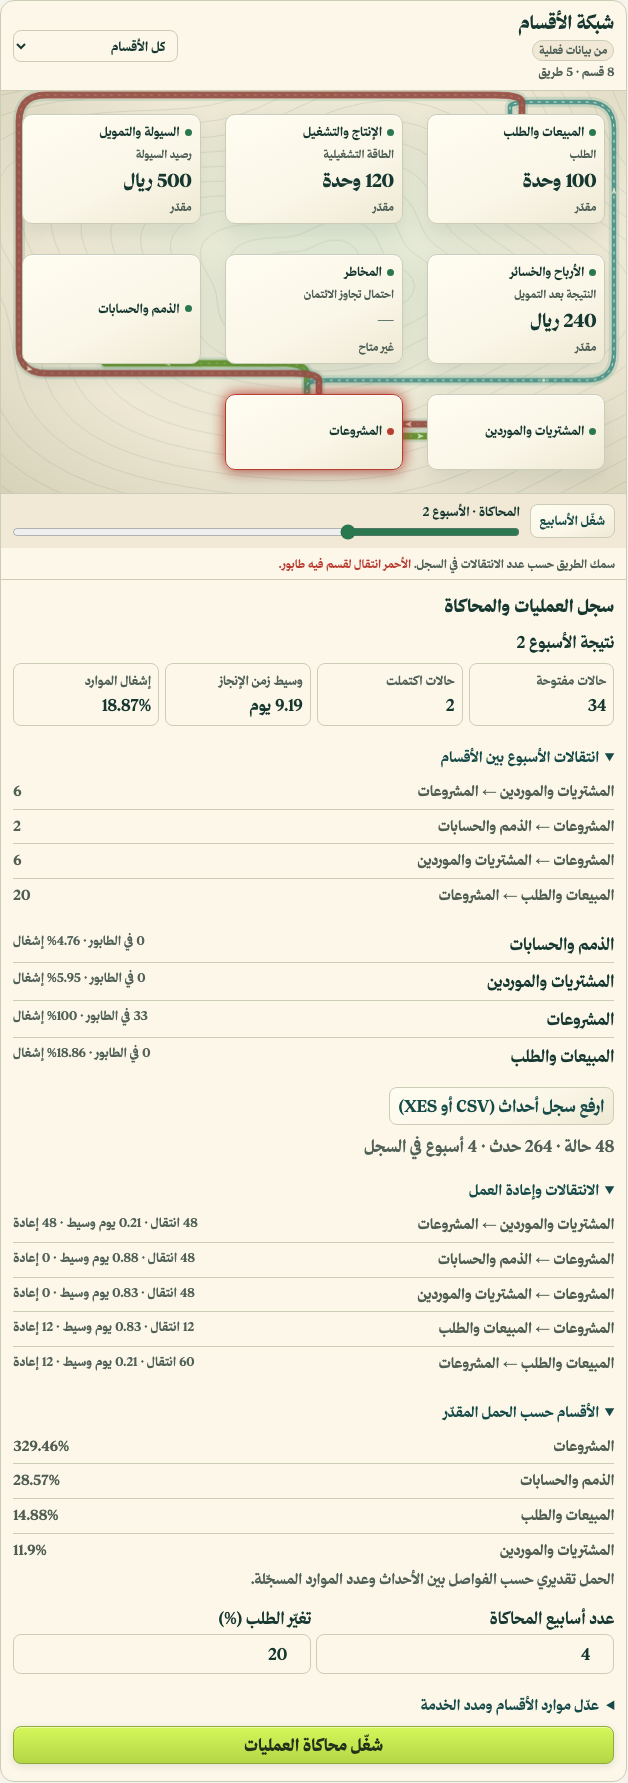 شبكة الأقسام
من بيانات فعلية
8 قسم · 5 طريق
كل الأقسام
المبيعات والطلب
الطلب
100 وحدة
مقدّر
الإنتاج والتشغيل
الطاقة التشغيلية
120 وحدة
مقدّر
السيولة والتمويل
رصيد السيولة
500 ريال
مقدّر
الأرباح والخسائر
النتيجة بعد التمويل
240 ريال
مقدّر
المخاطر
احتمال تجاوز الائتمان
—
غير متاح
الذمم والحسابات
المشتريات والموردين
المشروعات
شغّل الأسابيع
المحاكاة · الأسبوع 2
سمك الطريق حسب عدد الانتقالات في السجل. الأحمر انتقال لقسم فيه طابور.
سجل العمليات والمحاكاة
نتيجة الأسبوع 2
حالات مفتوحة
34
حالات اكتملت
2
وسيط زمن الإنجاز
9.19 يوم
إشغال الموارد
18.87%
▼ انتقالات الأسبوع بين الأقسام
المشتريات والموردين ← المشروعات 6
المشروعات ← الذمم والحسابات 2
المشروعات ← المشتريات والموردين 6
المبيعات والطلب ← المشروعات 20
الذمم والحسابات 0 في الطابور · 4.76% إشغال
المشتريات والموردين 0 في الطابور · 5.95% إشغال
المشروعات 33 في الطابور · 100% إشغال
المبيعات والطلب 0 في الطابور · 18.86% إشغال
ارفع سجل أحداث (CSV أو XES)
48 حالة · 264 حدث · 4 أسبوع في السجل
▼ الانتقالات وإعادة العمل
المشتريات والموردين ← المشروعات 48 انتقال · 0.21 يوم وسيط · 48 إعادة
المشروعات ← الذمم والحسابات 48 انتقال · 0.88 يوم وسيط · 0 إعادة
المشروعات ← المشتريات والموردين 48 انتقال · 0.83 يوم وسيط · 0 إعادة
المشروعات ← المبيعات والطلب 12 انتقال · 0.83 يوم وسيط · 12 إعادة
المبيعات والطلب ← المشروعات 60 انتقال · 0.21 يوم وسيط · 12 إعادة
▼ الأقسام حسب الحمل المقدّر
المشروعات 329.46%
الذمم والحسابات 28.57%
المبيعات والطلب 14.88%
المشتريات والموردين 11.9%
الحمل تقديري حسب الفواصل بين الأحداث وعدد الموارد المسجّلة.
عدد أسابيع المحاكاة
4
تغيّر الطلب (%)
20
◀ عدّل موارد الأقسام ومدد الخدمة
شغّل محاكاة العمليات